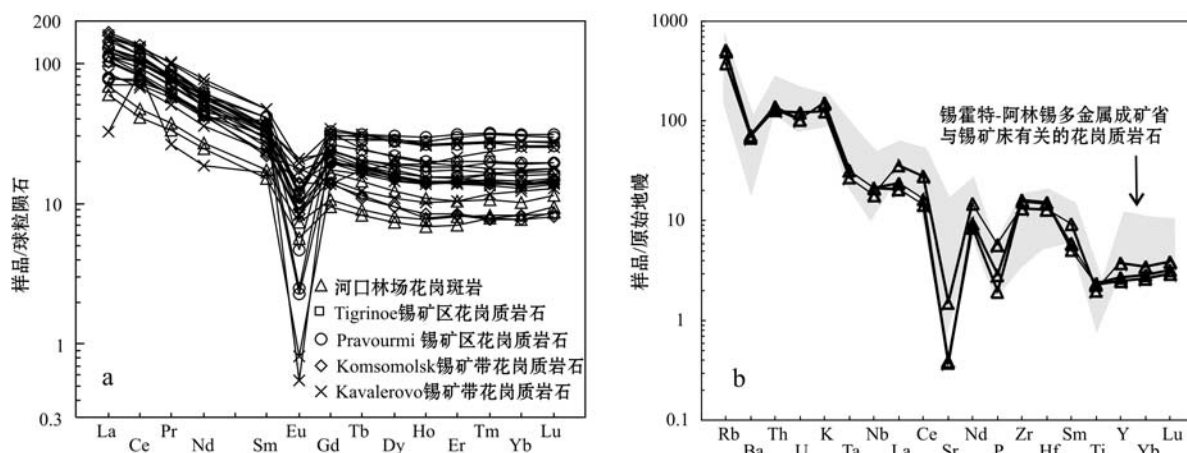 200
100
10
1
0.3
样品/球粒陨石
河口林场花岗斑岩
Tigrinoe锡矿区花岗质岩石
Pravourmi 锡矿区花岗质岩石
Komsomolsk锡矿带花岗质岩石
Kavalerovo锡矿带花岗质岩石
a
La Pr Eu Tb Ho Tm Lu
Ce Nd Sm Gd Dy Er Yb
1000
100
10
1
0.1
样品/原始地幔
锡霍特-阿林锡多金属成矿省
与锡矿床有关的花岗质岩石
b
Rb Th K Nb Ce Nd Zr Sm Y Lu
Ba U Ta La Sr P Hf Ti Yb